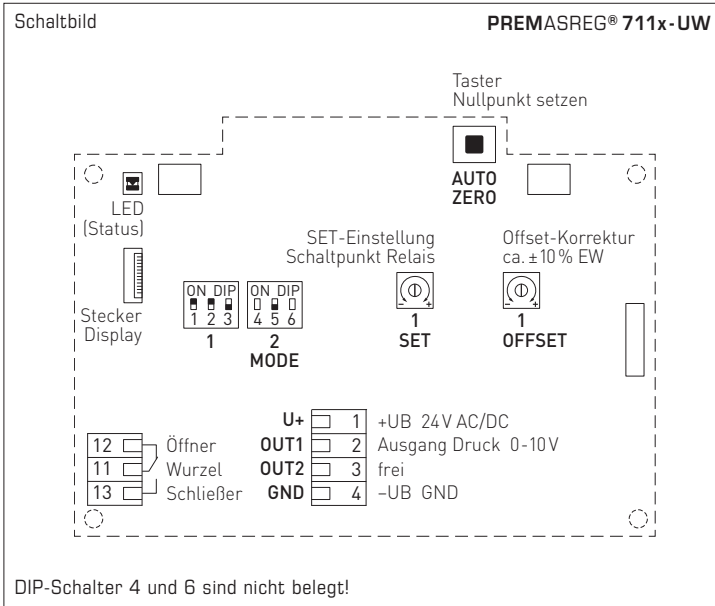 Schaltbild
PREMASREG® 711x-UW
Taster
Nullpunkt setzen
AUTO
ZERO
LED
(Status)
SET-Einstellung
Schaltpunkt Relais
Offset-Korrektur
ca. ±10 % EW
Stecker
Display
ON DIP
1 2 3
1
ON DIP
4 5 6
2
MODE
- +
1
SET
- +
1
OFFSET
12 Öffner
11 Wurzel
13 Schließer
U+ 1 +UB 24V AC/DC
OUT1 2 Ausgang Druck 0-10V
OUT2 3 frei
GND 4 –UB GND
DIP-Schalter 4 und 6 sind nicht belegt!